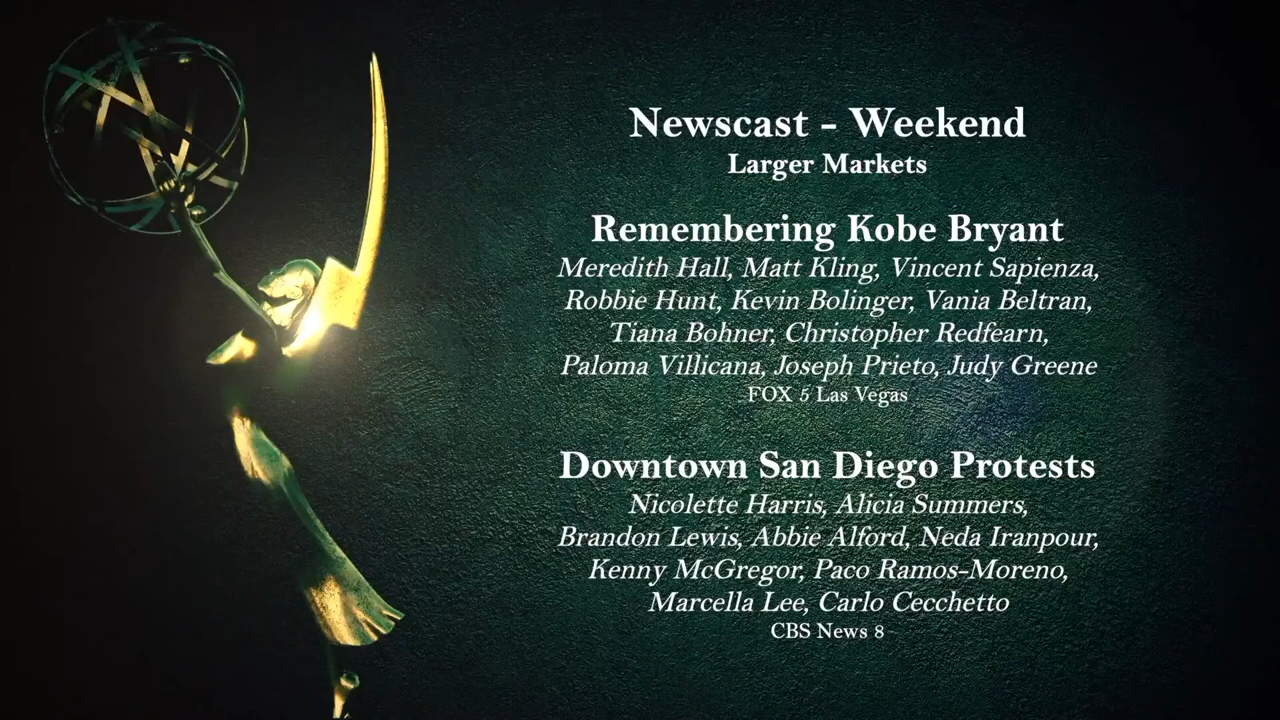 Newscast - Weekend
Larger Markets
Remembering Kobe Bryant
Meredith Hall, Matt Kling, Vincent Sapienza,
Robbie Hunt, Kevin Bolinger, Vania Beltran,
Tiana Bohner, Christopher Redfearn,
Paloma Villicana, Joseph Prieto, Judy Greene
FOX 5 Las Vegas
Downtown San Diego Protests
Nicolette Harris, Alicia Summers,
Brandon Lewis, Abbie Alford, Neda Iranpour,
Kenny McGregor, Paco Ramos-Moreno,
Marcella Lee, Carlo Cecchetto
CBS News 8